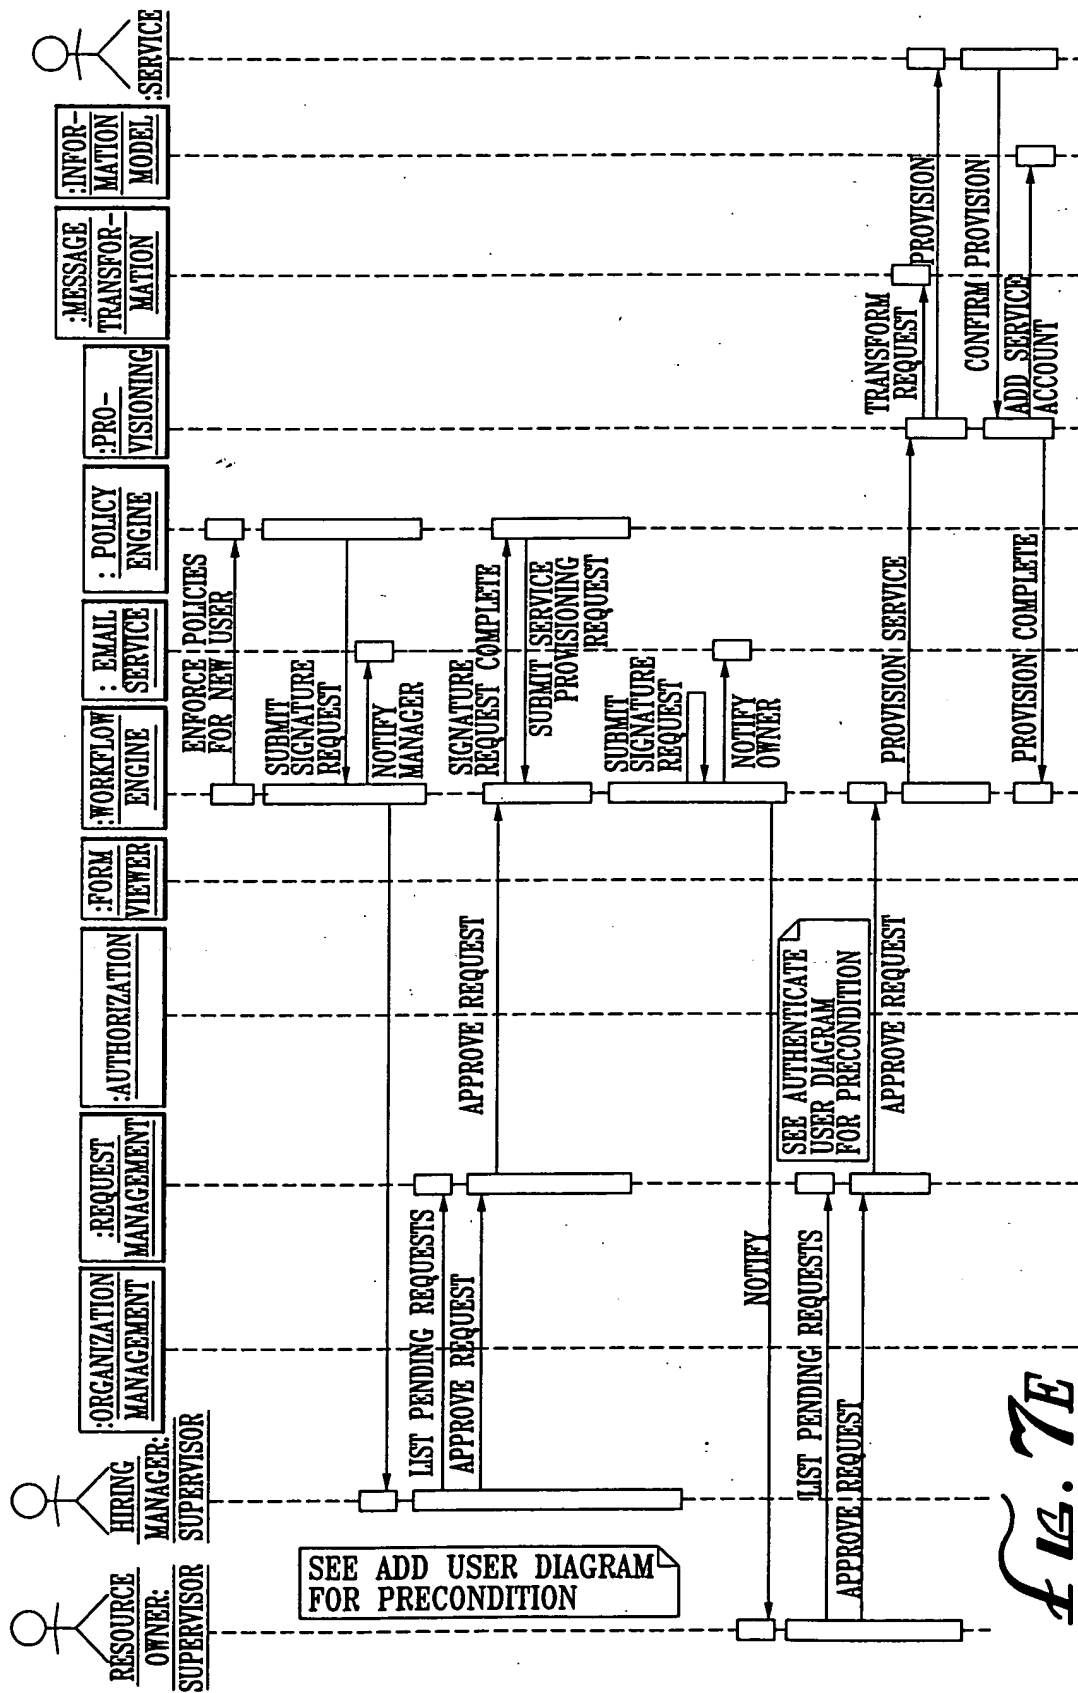 RESOURCE
OWNER:
SUPERVISOR
HIRING
MANAGER:
SUPERVISOR
:ORGANIZATION
MANAGEMENT
:REQUEST
MANAGEMENT
:AUTHORIZATION
:FORM
VIEWER
:WORKFLOW
ENGINE
: EMAIL
SERVICE
: POLICY
ENGINE
:PRO-
VISIONING
:MESSAGE
TRANSFOR-
MATION
:INFOR-
MATION
MODEL
:SERVICE
ENFORCE POLICIES
FOR NEW USER
SUBMIT
SIGNATURE
REQUEST
NOTIFY
MANAGER
SEE ADD USER DIAGRAM
FOR PRECONDITION
LIST PENDING REQUESTS
APPROVE REQUEST
APPROVE REQUEST
SIGNATURE
REQUEST COMPLETE
SUBMIT SERVICE
PROVISIONING
REQUEST
SUBMIT
SIGNATURE
REQUEST
NOTIFY
OWNER
NOTIFY
SEE AUTHENTICATE
USER DIAGRAM
FOR PRECONDITION
LIST PENDING REQUESTS
APPROVE REQUEST
APPROVE REQUEST
PROVISION SERVICE
TRANSFORM
REQUEST
PROVISION
CONFIRM PROVISION
ADD SERVICE
ACCOUNT
PROVISION COMPLETE
FIG. 7E